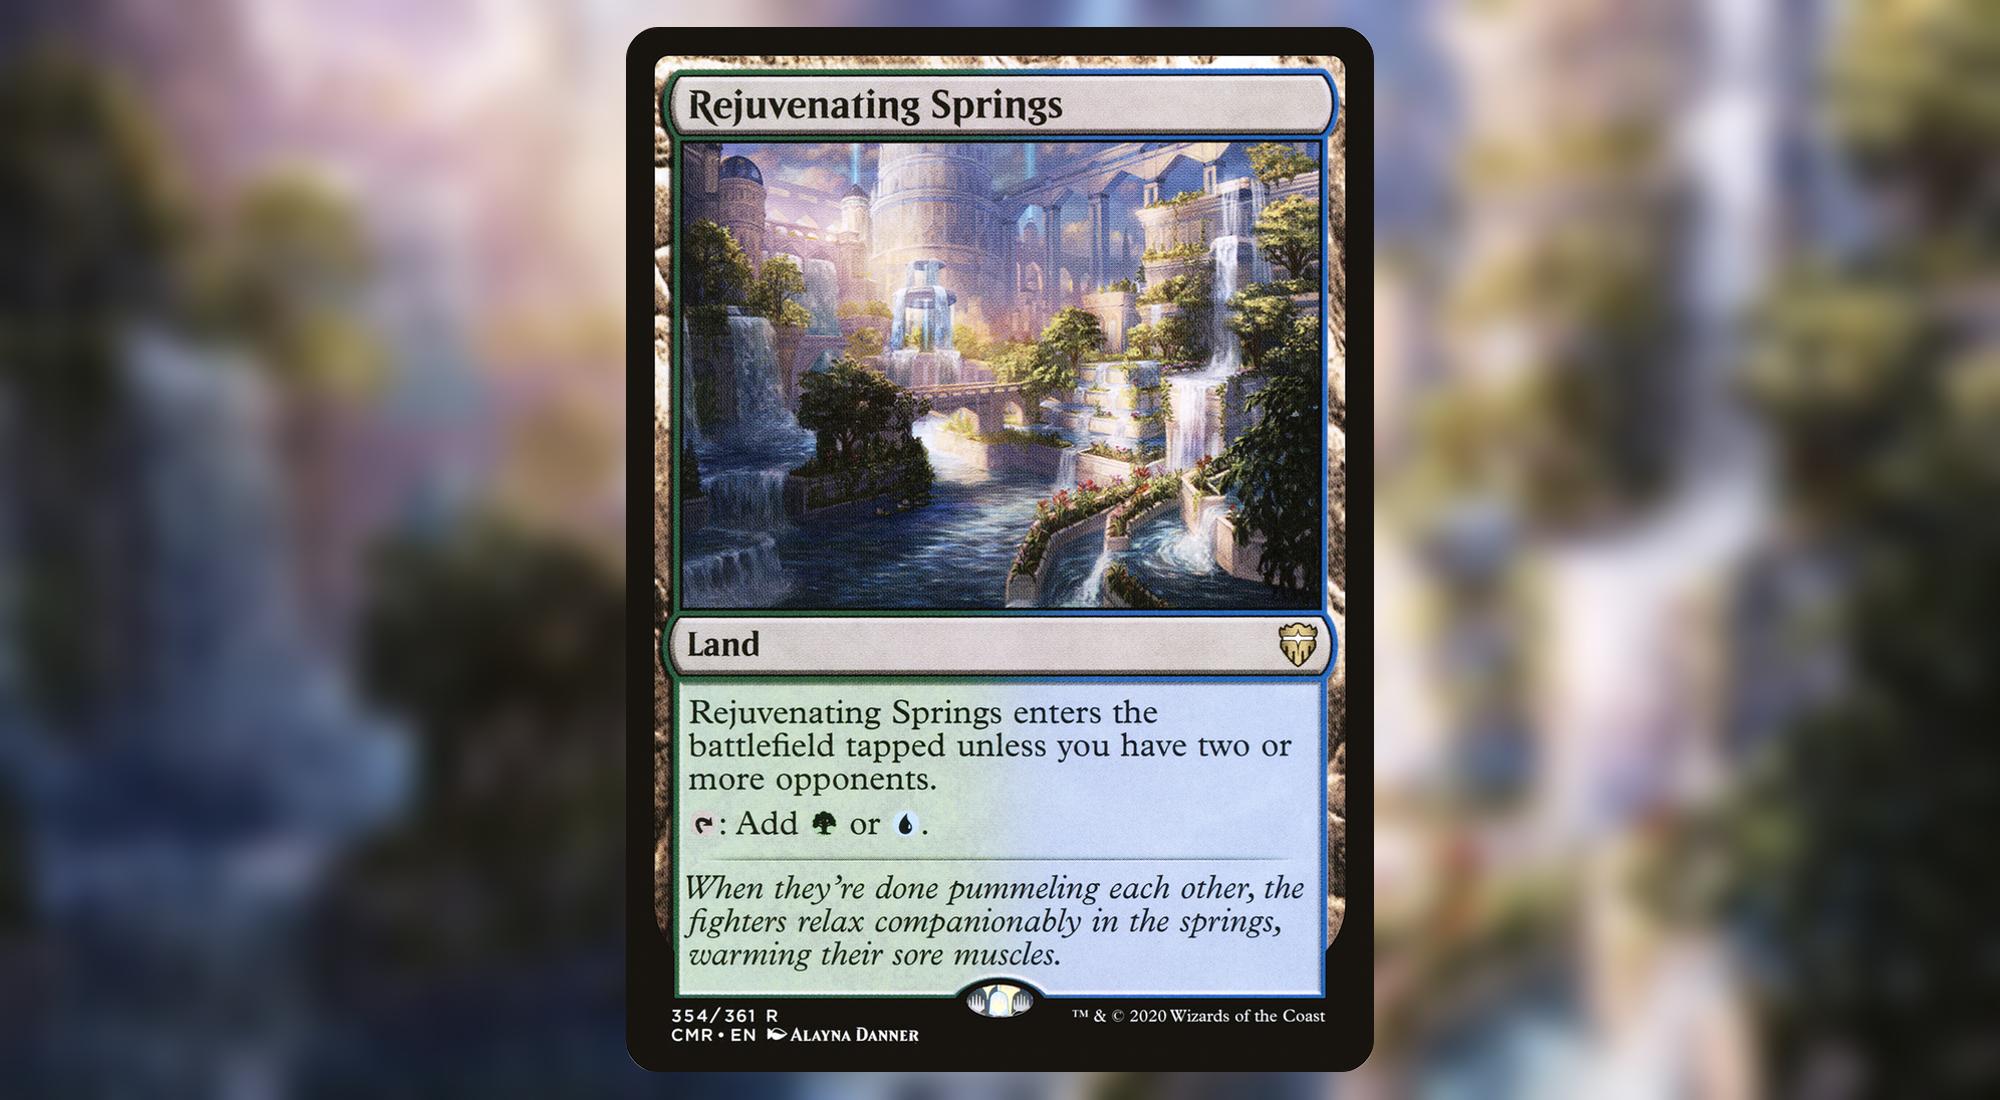 Rejuvenating Springs
Land
Rejuvenating Springs enters the
battlefield tapped unless you have two or
more opponents.
: Add or .
When they're done pummeling each other, the
fighters relax companionably in the springs,
warming their sore muscles.
354/361 R
CMR • EN Alayna Danner
™ & © 2020 Wizards of the Coast